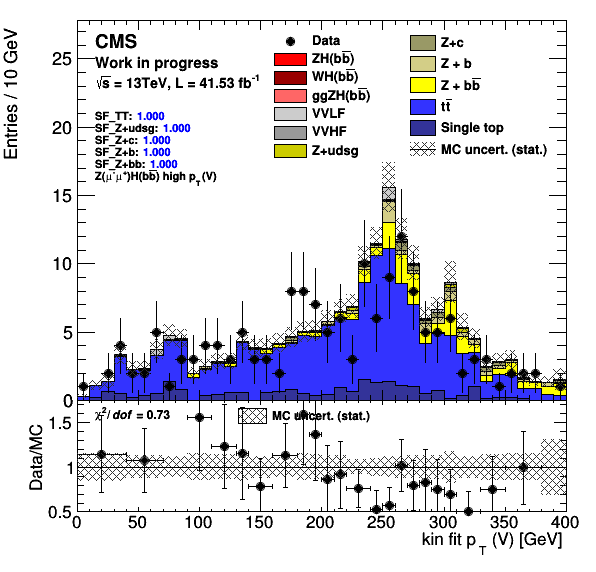 Entries / 10 GeV
25
20
15
10
5
0
CMS
Work in progress
√s = 13TeV, L = 41.53 fb⁻¹
SF_TT: 1.000
SF_Z+udsg: 1.000
SF_Z+c: 1.000
SF_Z+b: 1.000
SF_Z+bb: 1.000
Z(μ⁻μ⁺)H(bb̅) high p_T(V)
Data
ZH(bb̅)
WH(bb̅)
ggZH(bb̅)
VVLF
VVHF
Z+udsg
Z+c
Z + b
Z + bb̅
tt̅
Single top
MC uncert. (stat.)
Data/MC
1.5
1
0.5
χ²/dof = 0.73
MC uncert. (stat.)
0 50 100 150 200 250 300 350 400
kin fit p_T (V) [GeV]